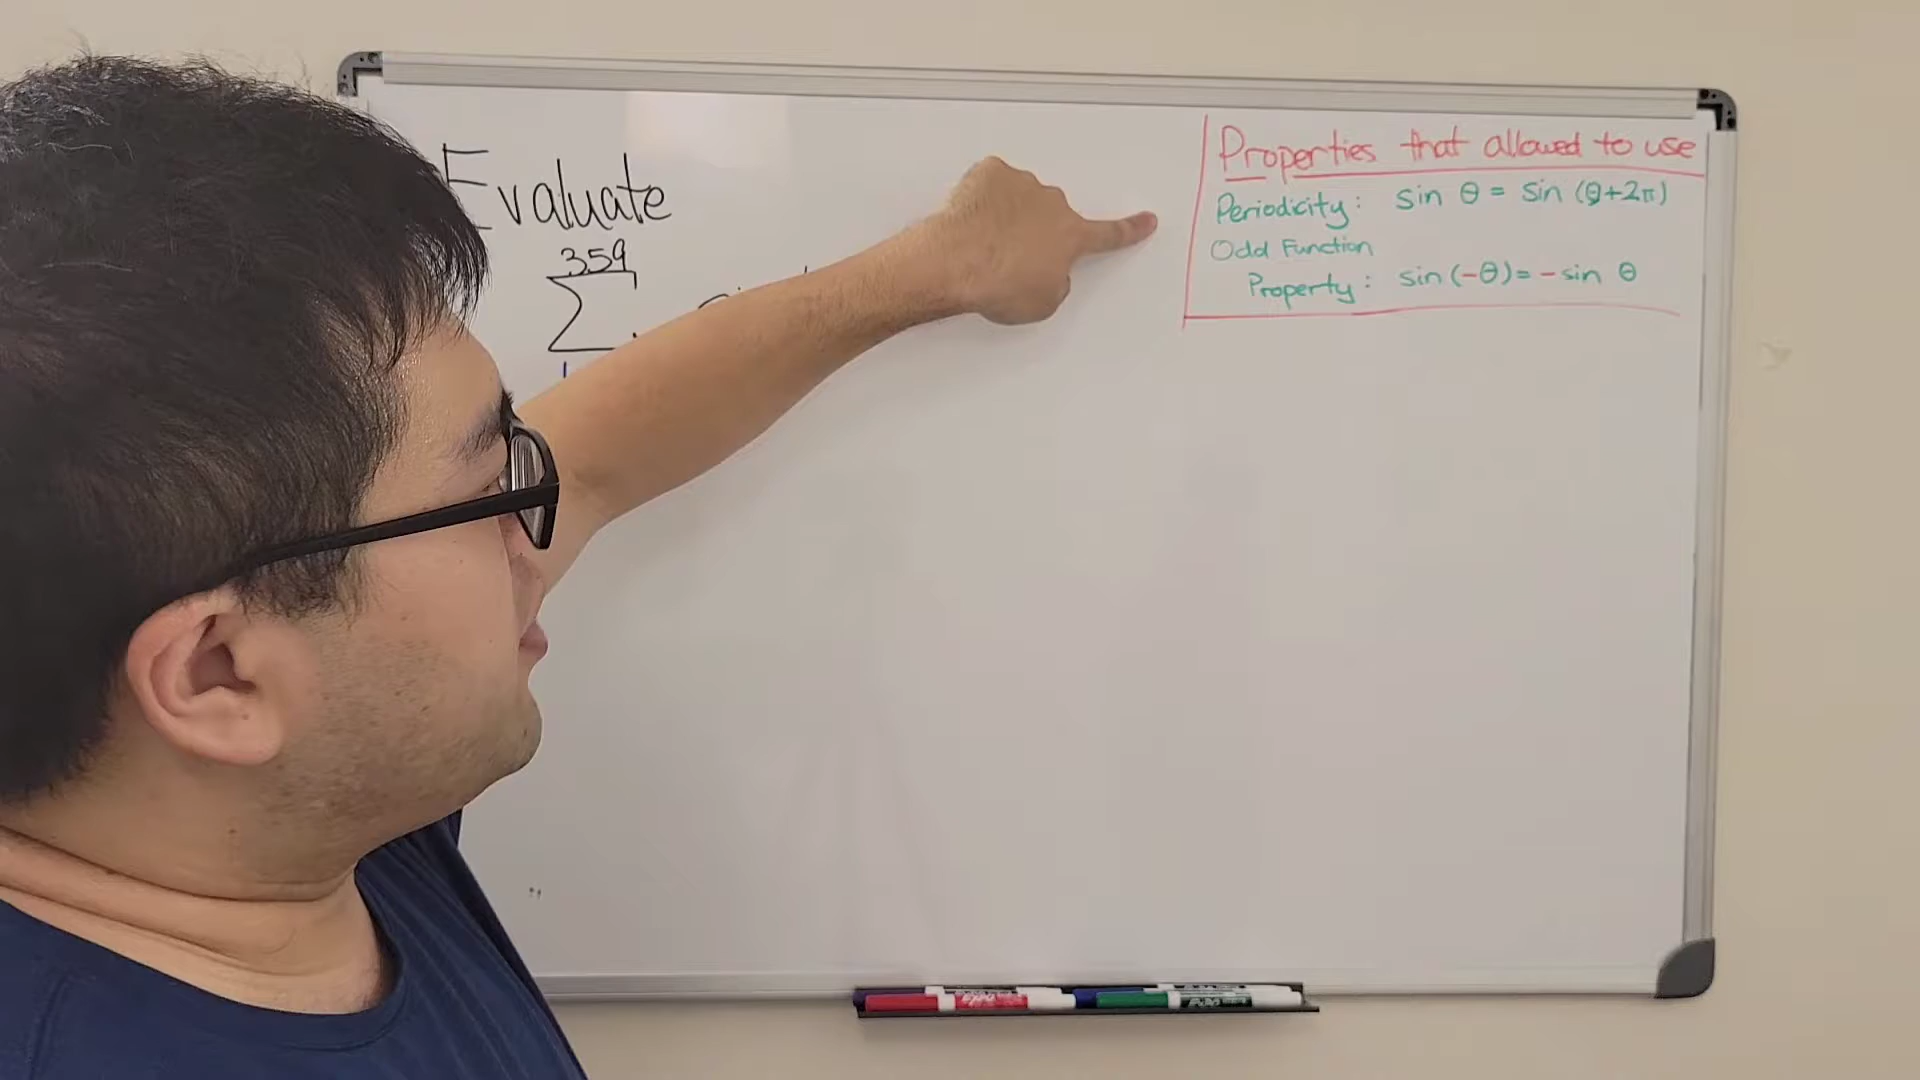 Evaluate
359
Σ
Properties that allowed to use
Periodicity: sin θ = sin (θ+2π)
Odd Function
Property: sin (-θ) = - sin θ